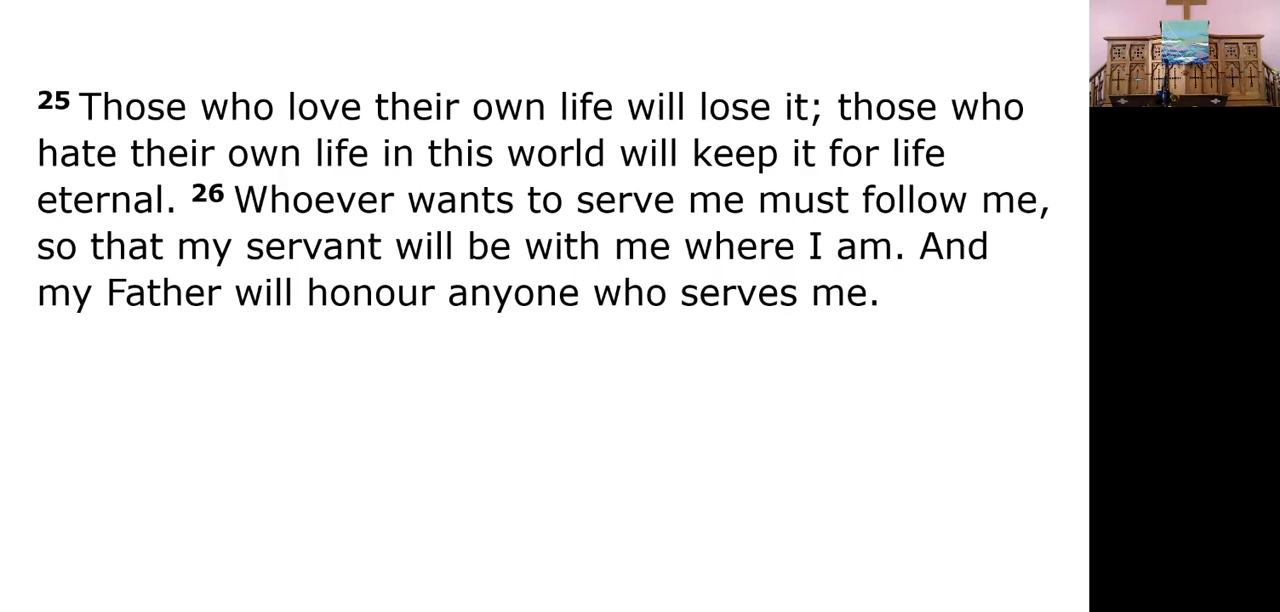 25 Those who love their own life will lose it; those who
hate their own life in this world will keep it for life
eternal. 26 Whoever wants to serve me must follow me,
so that my servant will be with me where I am. And
my Father will honour anyone who serves me.